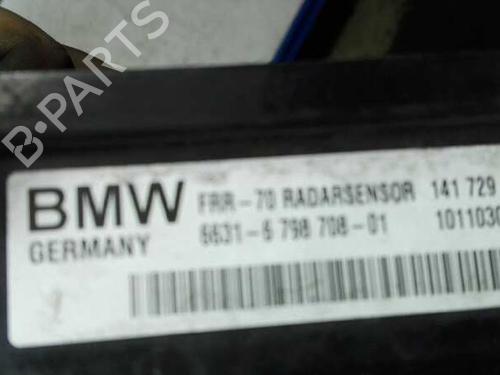 B-PARTS
BMW FRR-70 RADARSENSOR 141 729
GERMANY 6631-6 798 708-01 1011030